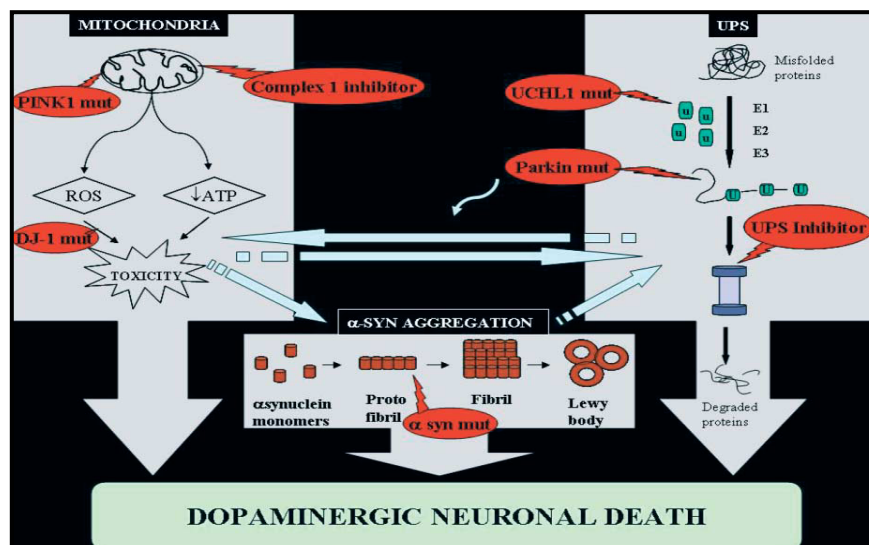 MITOCHONDRIA
PINK1 mut
Complex 1 inhibitor
ROS
↓ATP
DJ-1 mut
TOXICITY
UPS
Misfolded
proteins
UCHL1 mut
u
u
u
u
E1
E2
E3
Parkin mut
U
U
U
UPS Inhibitor
Degraded
proteins
α-SYN AGGREGATION
αsynuclein
monomers
Proto
fibril
Fibril
Lewy
body
α syn mut
DOPAMINERGIC NEURONAL DEATH